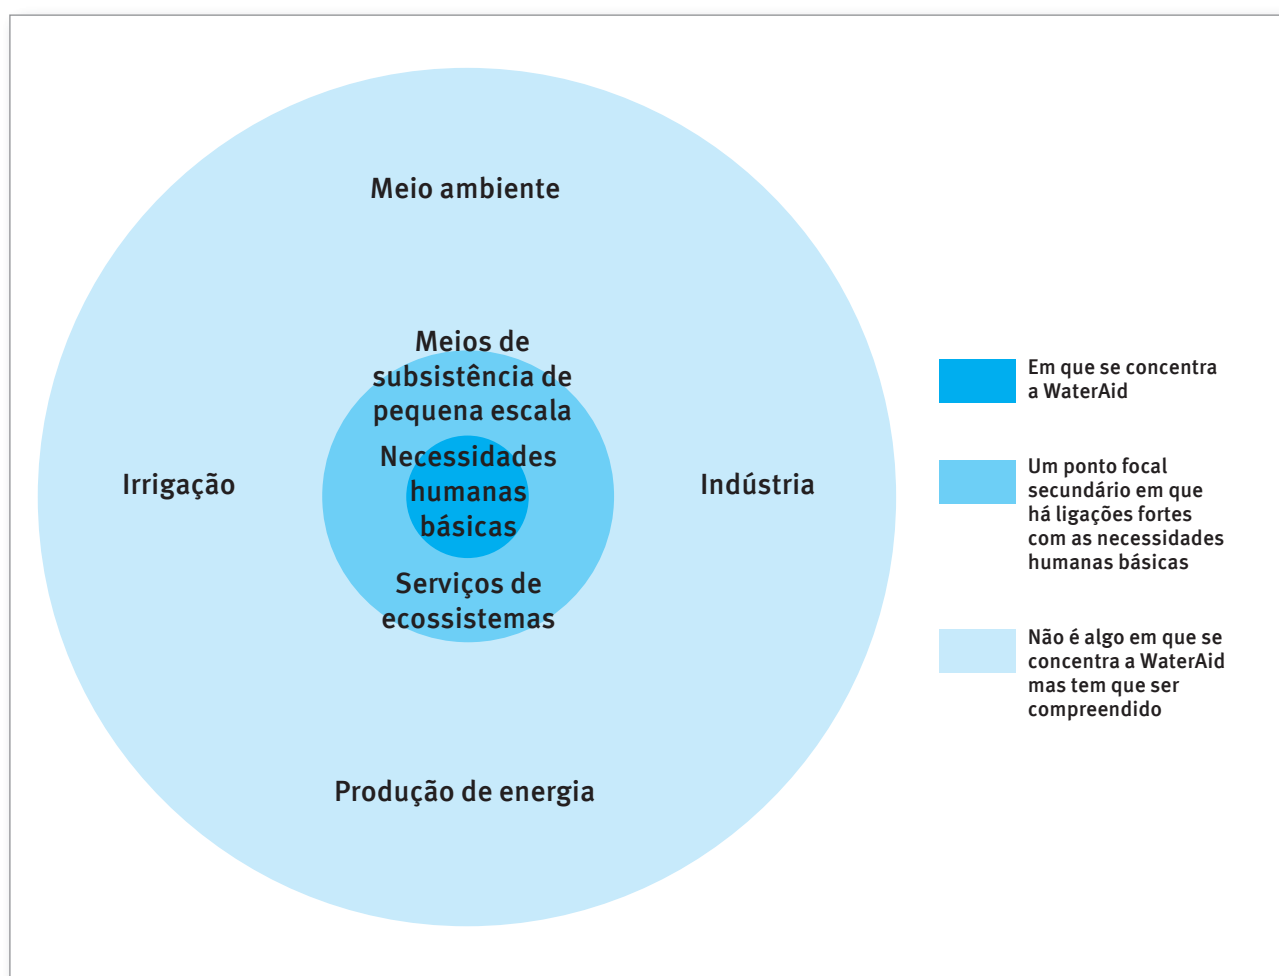 Meio ambiente
Meios de
subsistência de
pequena escala
Necessidades
humanas
básicas
Irrigação
Indústria
Serviços de
ecossistemas
Produção de energia
Em que se concentra
a WaterAid
Um ponto focal
secundário em que
há ligações fortes
com as necessidades
humanas básicas
Não é algo em que se
concentra a WaterAid
mas tem que ser
compreendido